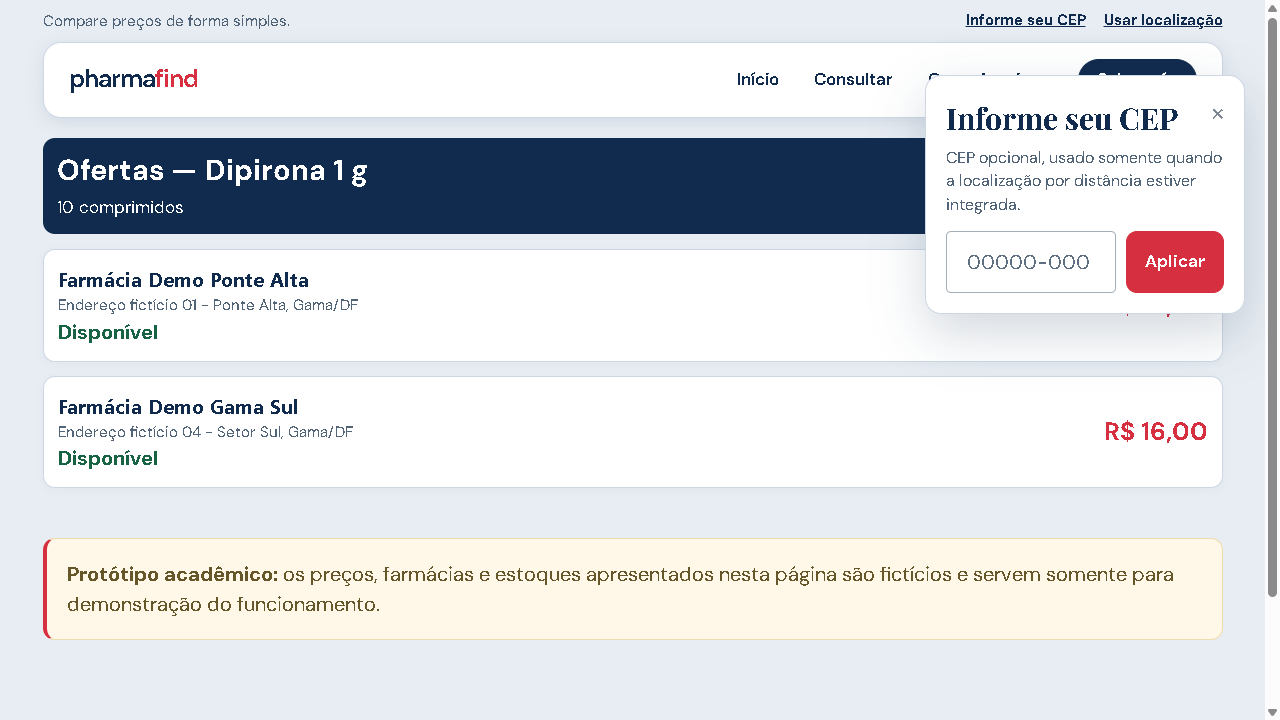 Compare preços de forma simples.
Informe seu CEP Usar localização
pharmafind
Início Consultar
Informe seu CEP ×
CEP opcional, usado somente quando
a localização por distância estiver
integrada.
00000-000 Aplicar
Ofertas — Dipirona 1 g
10 comprimidos
Farmácia Demo Ponte Alta
Endereço fictício 01 - Ponte Alta, Gama/DF
Disponível
Farmácia Demo Gama Sul
Endereço fictício 04 - Setor Sul, Gama/DF
Disponível
R$ 16,00
Protótipo acadêmico: os preços, farmácias e estoques apresentados nesta página são fictícios e servem somente para
demonstração do funcionamento.